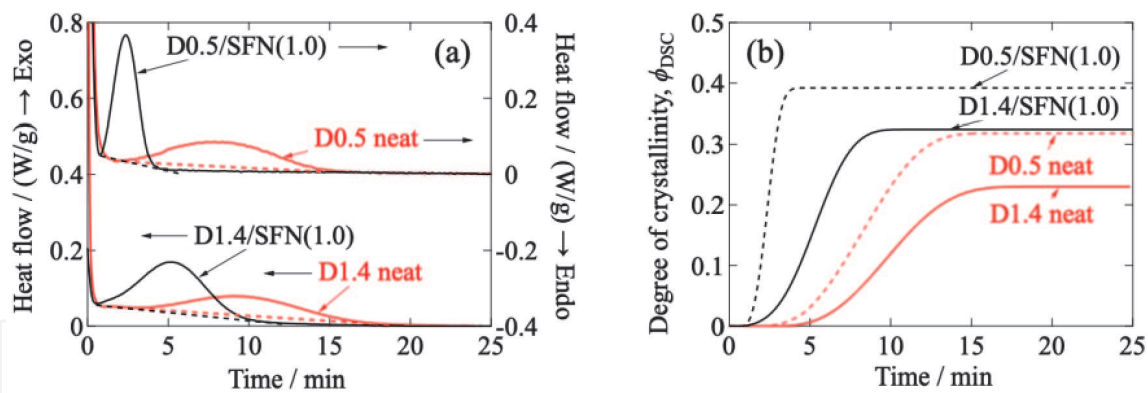 (a)
Heat flow / (W/g) → Exo
0.8
0.6
0.4
0.2
0
D0.5/SFN(1.0)
D0.5 neat
D1.4/SFN(1.0)
D1.4 neat
0.4
0.2
0
-0.2
-0.4
Heat flow / (W/g) → Endo
0 5 10 15 20 25
Time / min
(b)
Degree of crystallinity, ϕDSC
0.5
0.4
0.3
0.2
0.1
0
D0.5/SFN(1.0)
D1.4/SFN(1.0)
D0.5 neat
D1.4 neat
0 5 10 15 20 25
Time / min